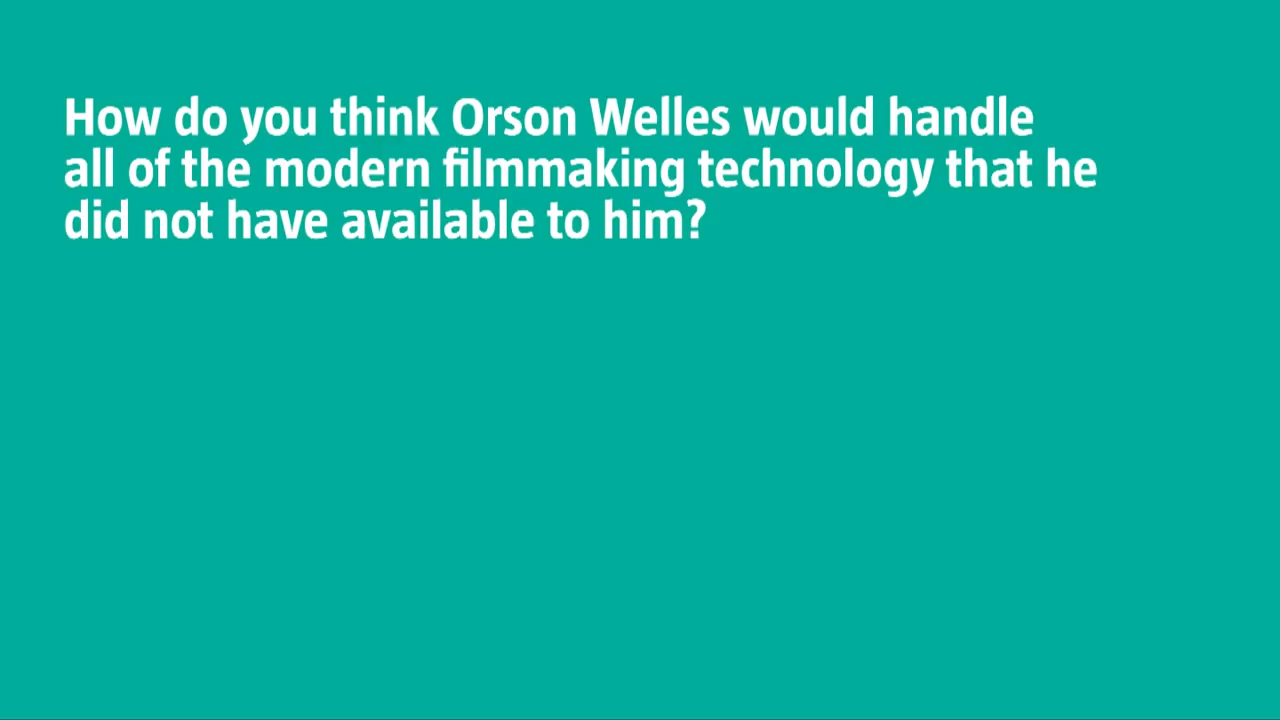 How do you think Orson Welles would handle
all of the modern filmmaking technology that he
did not have available to him?